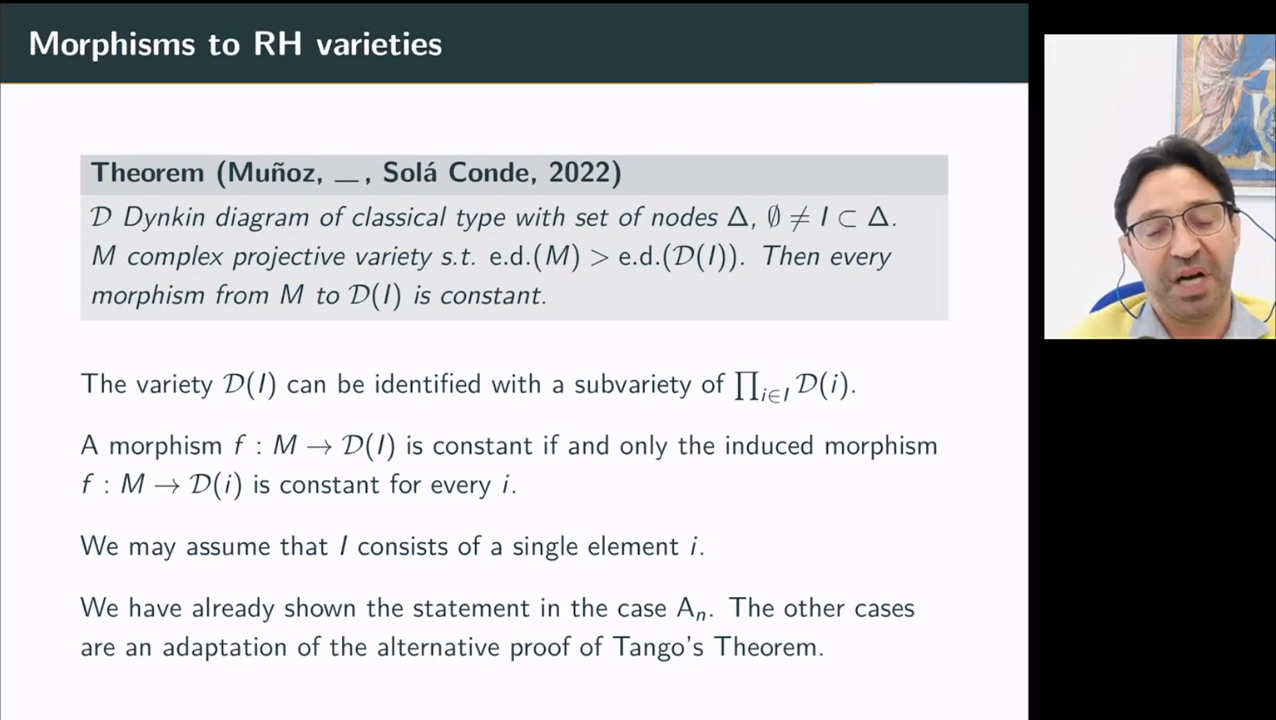 Morphisms to RH varieties
Theorem (Muñoz, __ , Solá Conde, 2022)
𝒟 Dynkin diagram of classical type with set of nodes Δ, ∅ ≠ I ⊂ Δ.
M complex projective variety s.t. e.d.(M) > e.d.(𝒟(I)). Then every
morphism from M to 𝒟(I) is constant.
The variety 𝒟(I) can be identified with a subvariety of ∏_{i∈I} 𝒟(i).
A morphism f : M → 𝒟(I) is constant if and only the induced morphism
f : M → 𝒟(i) is constant for every i.
We may assume that I consists of a single element i.
We have already shown the statement in the case A_n. The other cases
are an adaptation of the alternative proof of Tango's Theorem.